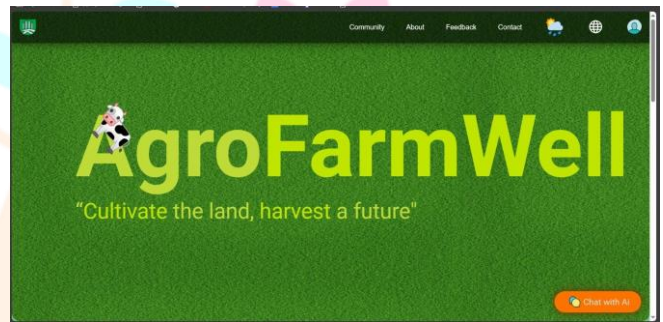 Community About Feedback Contact
AgroFarmWell
“Cultivate the land, harvest a future"
Chat with AI